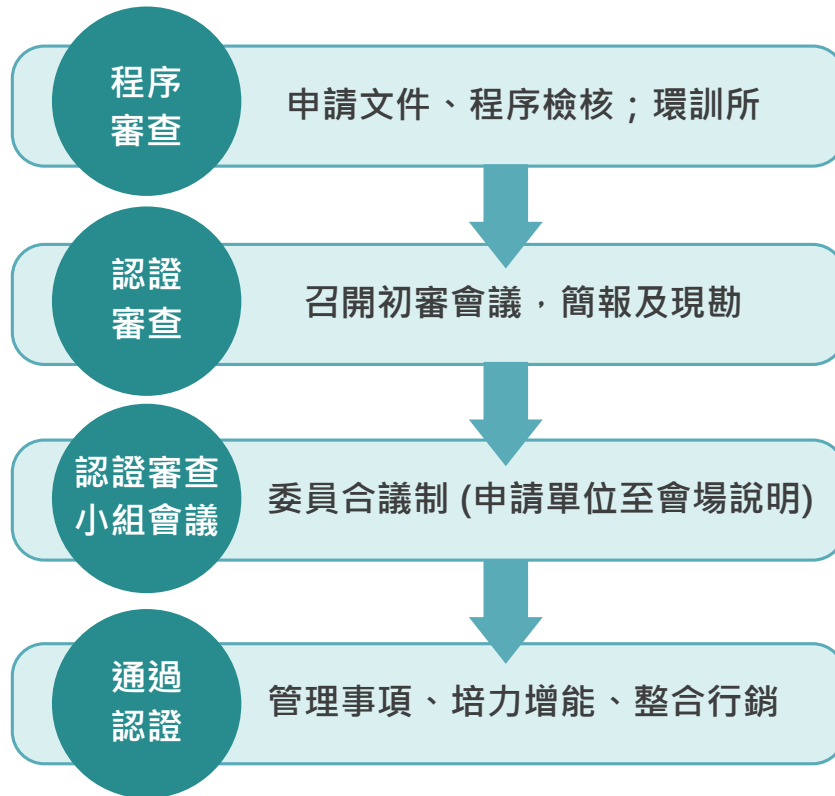 程序
審查
申請文件、程序檢核；環訓所
認證
審查
召開初審會議，簡報及現勘
認證審查
小組會議
委員合議制 (申請單位至會場說明)
通過
認證
管理事項、培力增能、整合行銷